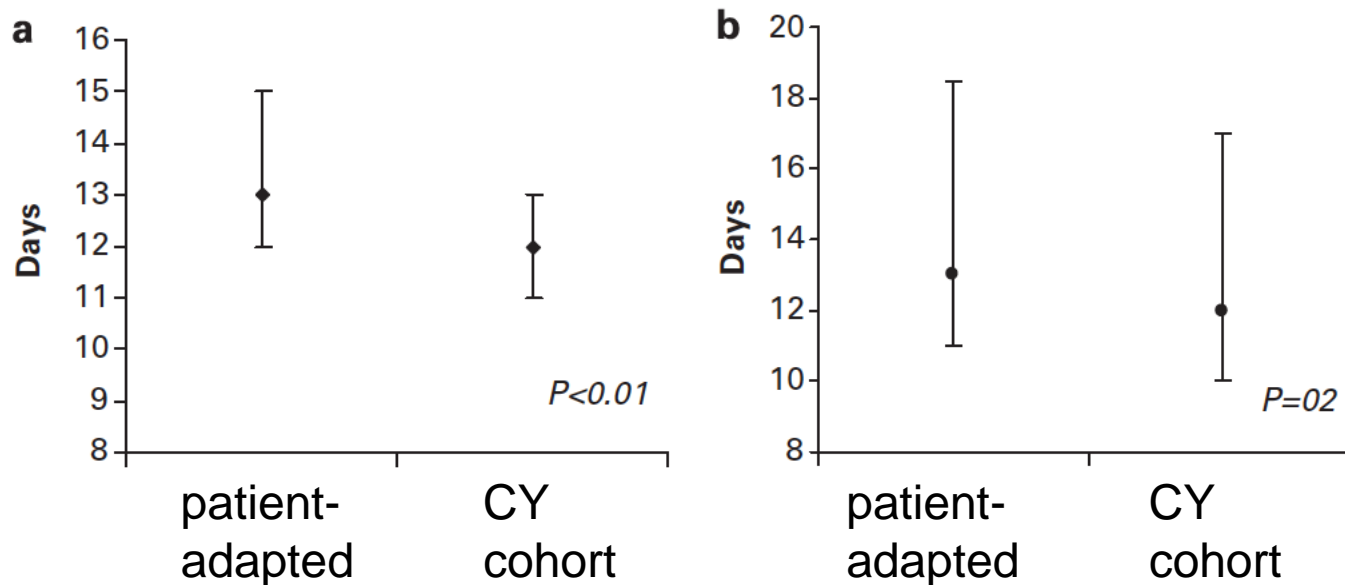 a
16
15
14
13
12
11
10
9
8
Days
P<0.01
patient-
adapted
CY
cohort
b
20
18
16
14
12
10
8
Days
P=02
patient-
adapted
CY
cohort